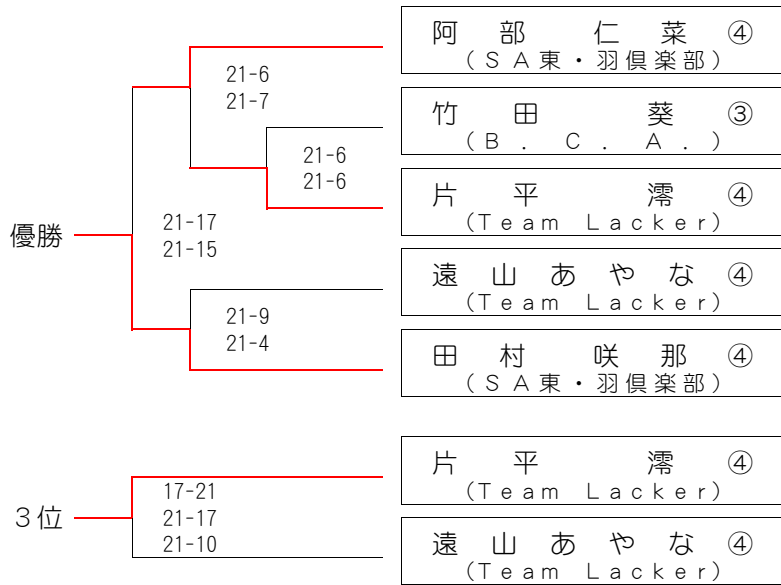 阿部 仁菜 ④
(SA東・羽倶楽部)
21-6
21-7
竹田 葵 ③
(B．C．A．)
21-6
21-6
片平 澪 ④
(Team Lacker)
優勝
21-17
21-15
遠山あやな ④
(Team Lacker)
21-9
21-4
田村 咲那 ④
(SA東・羽倶楽部)
片平 澪 ④
(Team Lacker)
3位
17-21
21-17
21-10
遠山あやな ④
(Team Lacker)